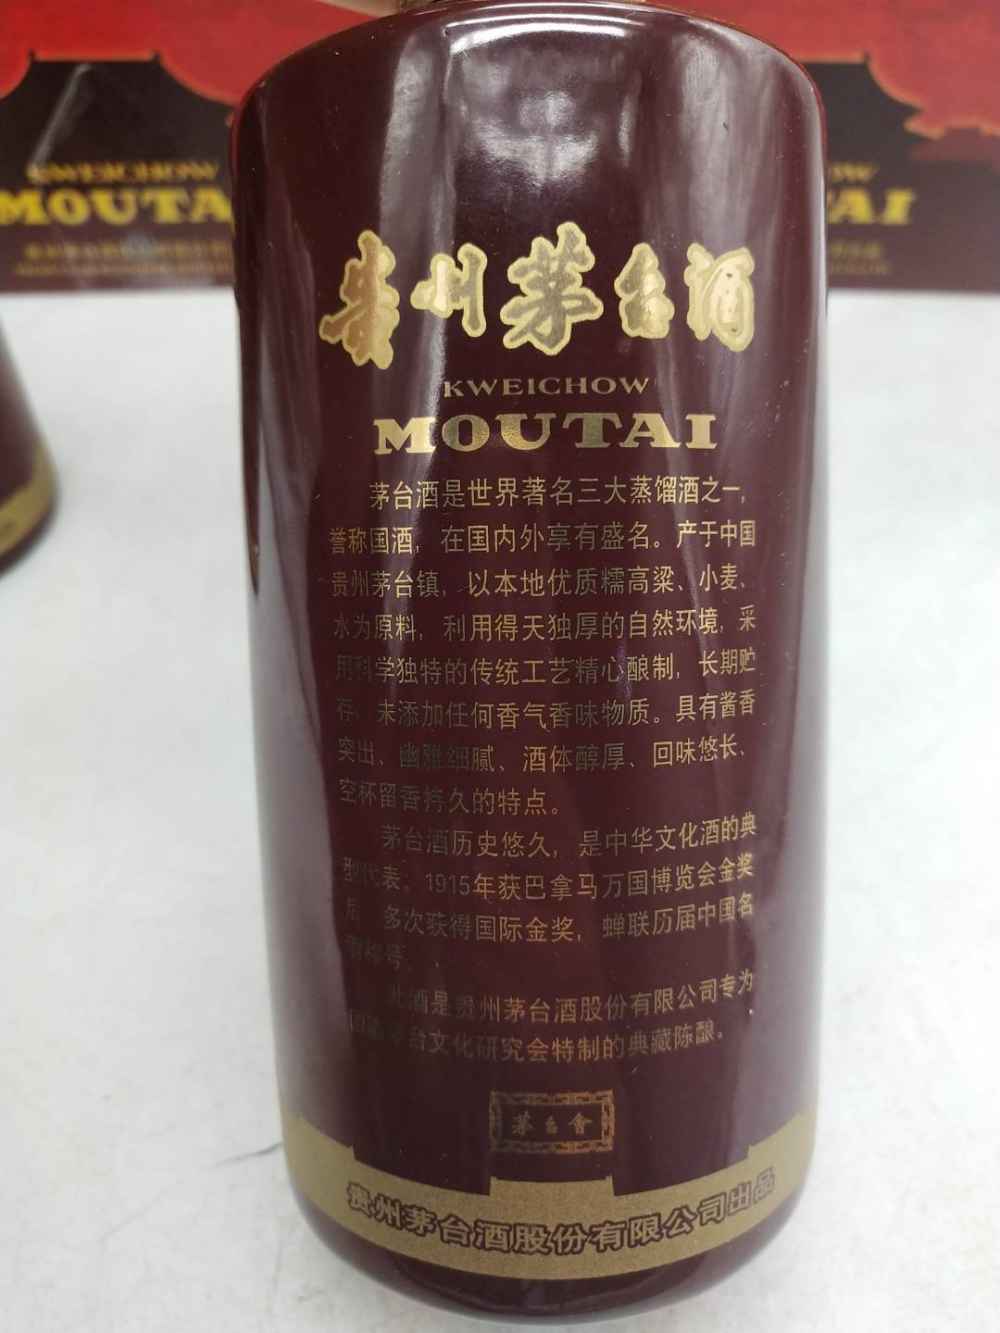 KWEICHOW
MOUTAI
MOUTAI
贵州茅台酒
KWEICHOW
MOUTAI
茅台酒是世界著名三大蒸馏酒之一,
誉称国酒, 在国内外享有盛名。产于中国
贵州茅台镇, 以本地优质糯高粱、小麦、
水为原料, 利用得天独厚的自然环境, 采
用科学独特的传统工艺精心酿制, 长期贮
存, 未添加任何香气香味物质。具有酱香
突出、幽雅细腻、酒体醇厚、回味悠长、
空杯留香持久的特点。
茅台酒历史悠久, 是中华文化酒的典
型代表。1915年获巴拿马万国博览会金奖
后, 多次获得国际金奖, 蝉联历届中国名
酒称号。
此酒是贵州茅台酒股份有限公司专为
茅台文化研究会特制的典藏陈酿。
茅台會
贵州茅台酒股份有限公司出品